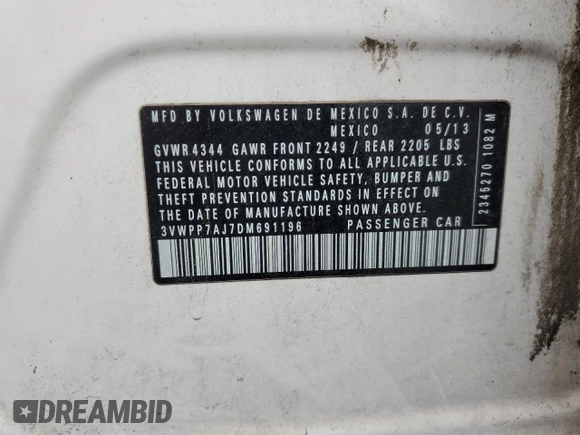 MFD BY VOLKSWAGEN DE MEXICO S.A. DE C.V.
MEXICO 05/13
GVWR 4344 GAWR FRONT 2249 / REAR 2205 LBS
THIS VEHICLE CONFORMS TO ALL APPLICABLE U.S.
FEDERAL MOTOR VEHICLE SAFETY, BUMPER AND
THEFT PREVENTION STANDARDS IN EFFECT ON
THE DATE OF MANUFACTURE SHOWN ABOVE.
3VWPP7AJ7DM691196 PASSENGER CAR
2345270 1082 M
DREAMBID